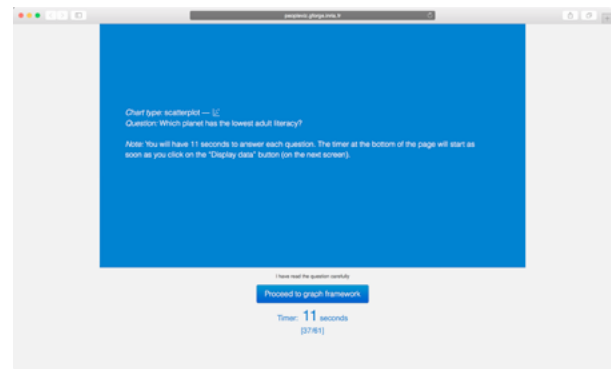 peopleviz.gforge.inria.fr
Chart type: scatterplot —
Question: Which planet has the lowest adult literacy?
Note: You will have 11 seconds to answer each question. The timer at the bottom of the page will start as
soon as you click on the "Display data" button (on the next screen).
I have read the question carefully
Proceed to graph framework
Timer: 11 seconds
[37/61]